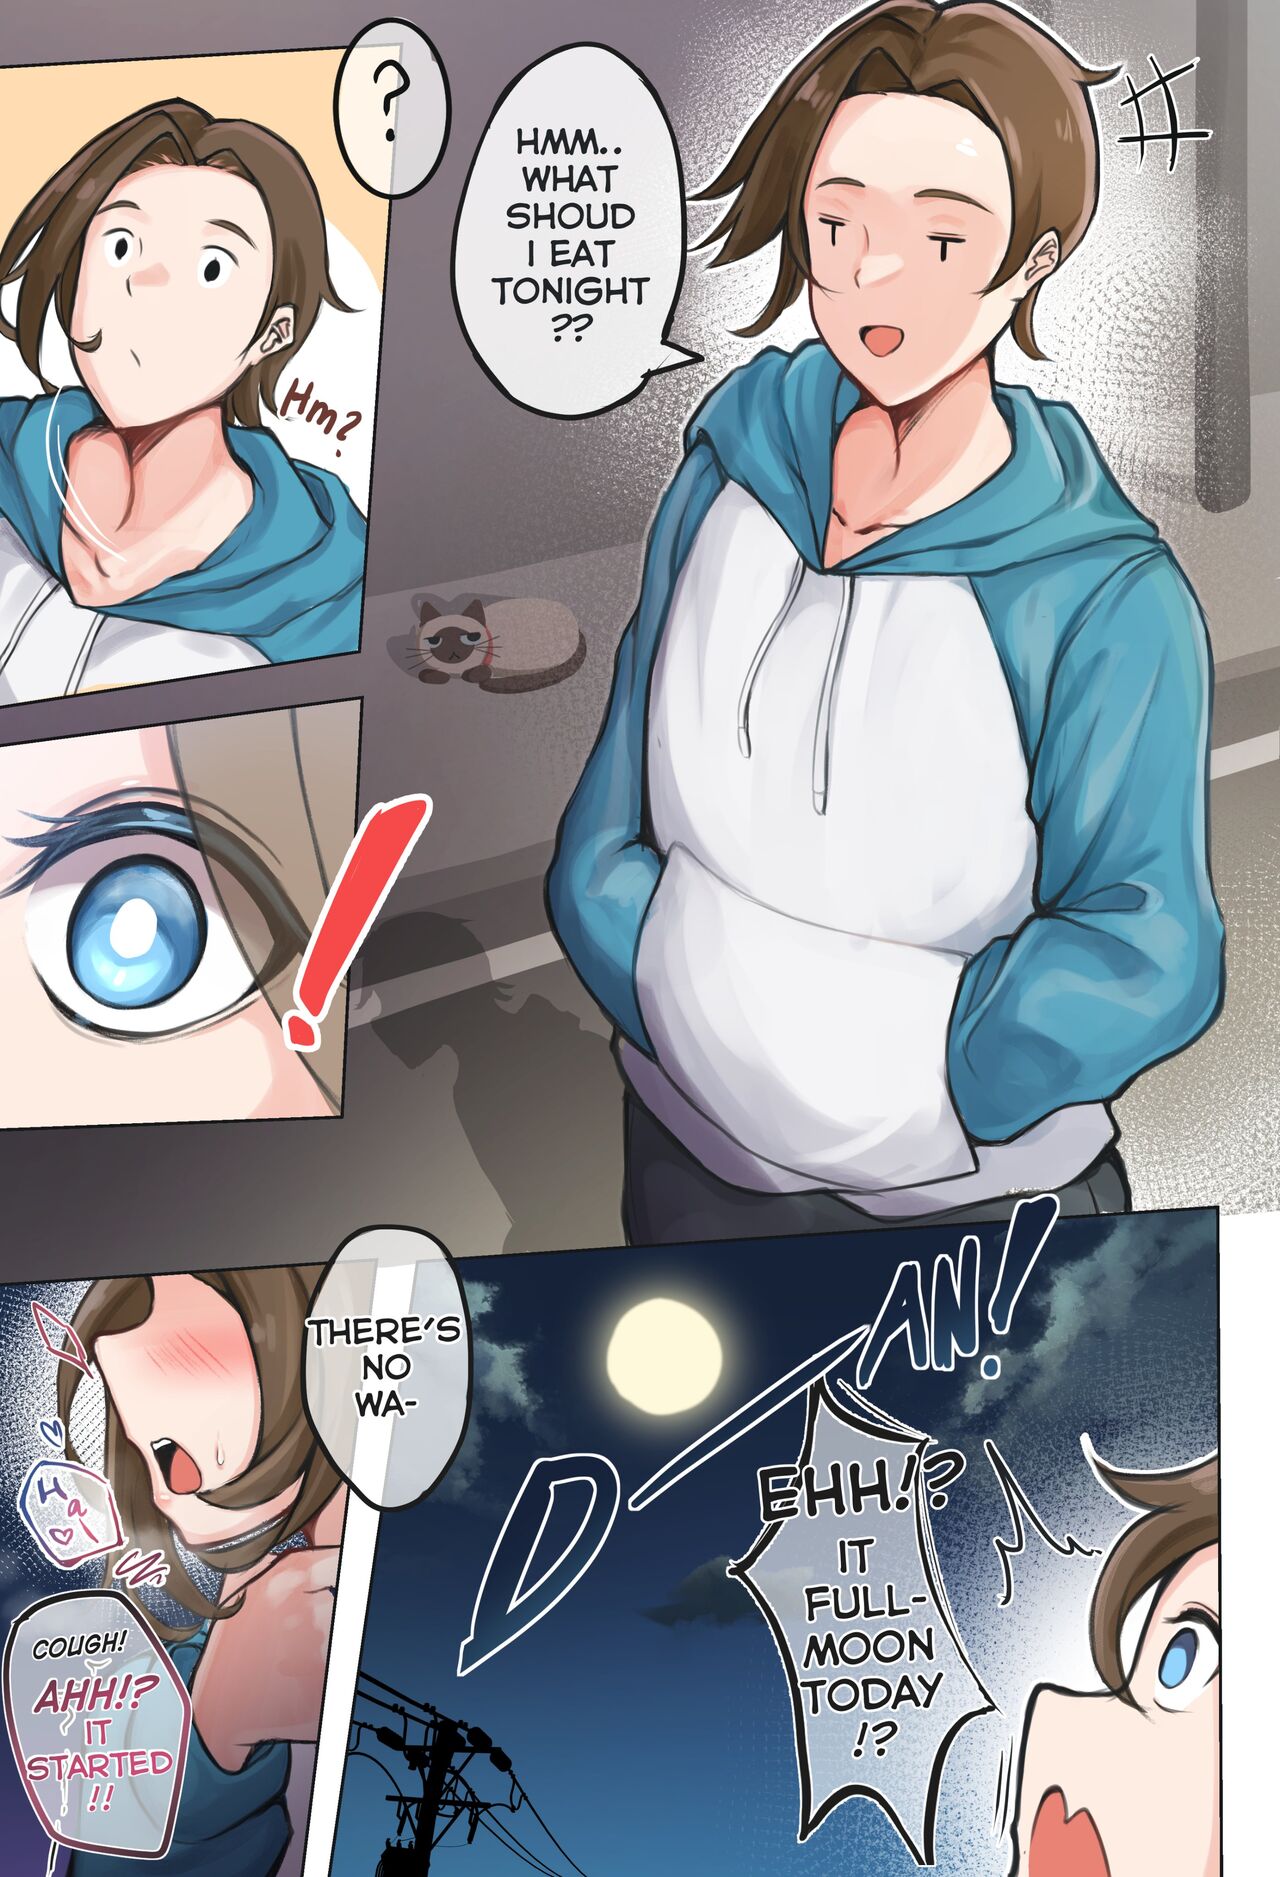 HMM..
WHAT
SHOUD
I EAT
TONIGHT
??
?
Hm?
!
DAN!
EHH!?
IT
FULL-
MOON
TODAY
!?
THERE'S
NO
WA-
Ha!
COUGH!
AHH!?
IT
STARTED
!!